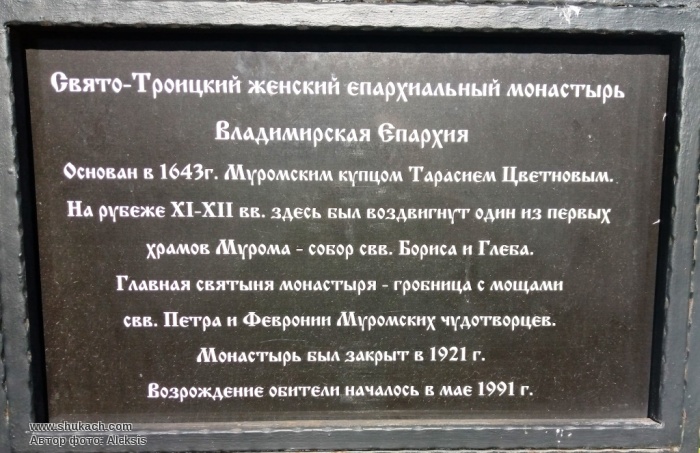 Свято-Троицкий женский епархиальный монастырь
Владимирская Епархия
Основан в 1643г. Муромским купцом Тарасием Цветновым.
На рубеже XI-XII вв. здесь был воздвигнут один из первых
храмов Мурома - собор свв. Бориса и Глеба.
Главная святыня монастыря - гробница с мощами
свв. Петра и Февронии Муромских чудотворцев.
Монастырь был закрыт в 1921 г.
Возрождение обители началось в мае 1991 г.
www.shukach.com
Автор фото: Aleksis